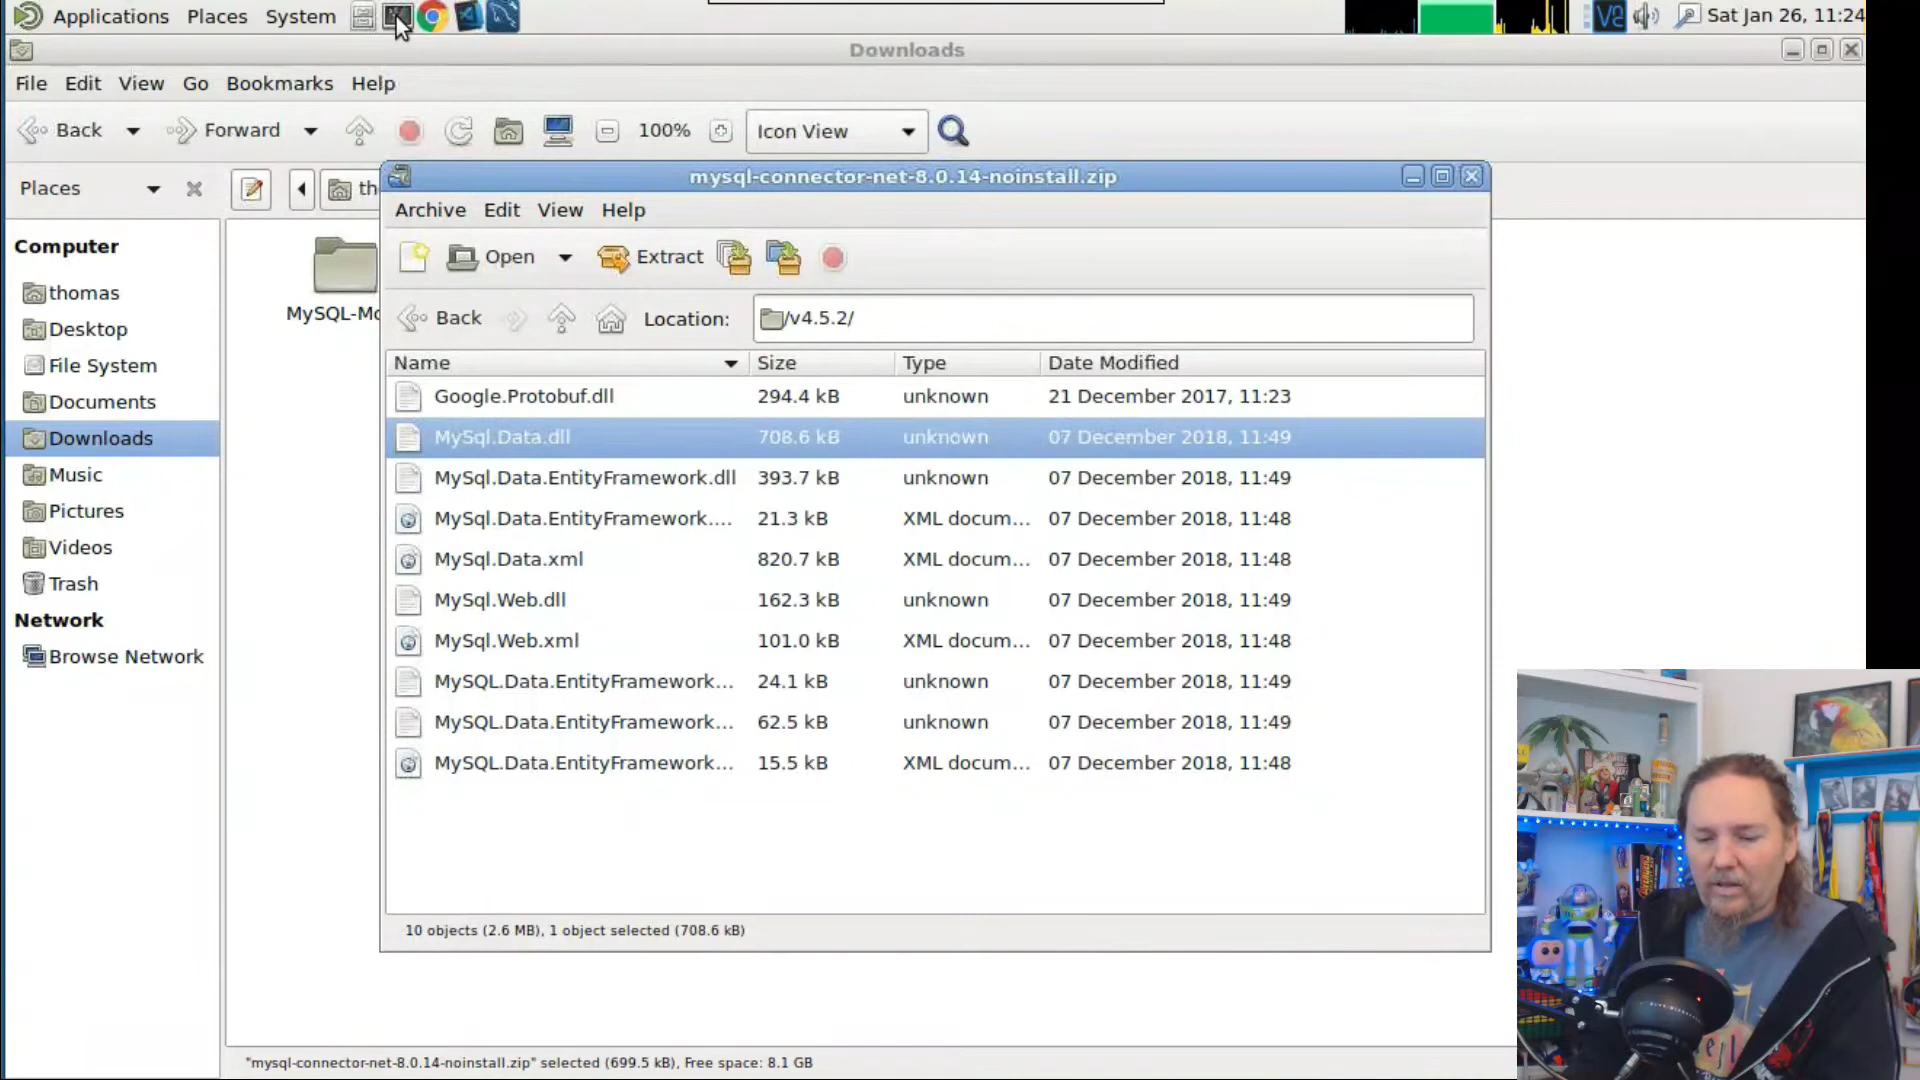 Applications Places System
Sat Jan 26, 11:24
Downloads
File Edit View Go Bookmarks Help
Back Forward 100% Icon View
Places
th
mysql-connector-net-8.0.14-noinstall.zip
Archive Edit View Help
Open Extract
Back Location: /v4.5.2/
Name Size Type Date Modified
Google.Protobuf.dll 294.4 kB unknown 21 December 2017, 11:23
MySql.Data.dll 708.6 kB unknown 07 December 2018, 11:49
MySql.Data.EntityFramework.dll 393.7 kB unknown 07 December 2018, 11:49
MySql.Data.EntityFramework.... 21.3 kB XML docum... 07 December 2018, 11:48
MySql.Data.xml 820.7 kB XML docum... 07 December 2018, 11:48
MySql.Web.dll 162.3 kB unknown 07 December 2018, 11:49
MySql.Web.xml 101.0 kB XML docum... 07 December 2018, 11:48
MySQL.Data.EntityFramework... 24.1 kB unknown 07 December 2018, 11:49
MySQL.Data.EntityFramework... 62.5 kB unknown 07 December 2018, 11:49
MySQL.Data.EntityFramework... 15.5 kB XML docum... 07 December 2018, 11:48
10 objects (2.6 MB), 1 object selected (708.6 kB)
Computer
thomas
Desktop
File System
Documents
Downloads
Music
Pictures
Videos
Trash
Network
Browse Network
MySQL-Mo
"mysql-connector-net-8.0.14-noinstall.zip" selected (699.5 kB), Free space: 8.1 GB